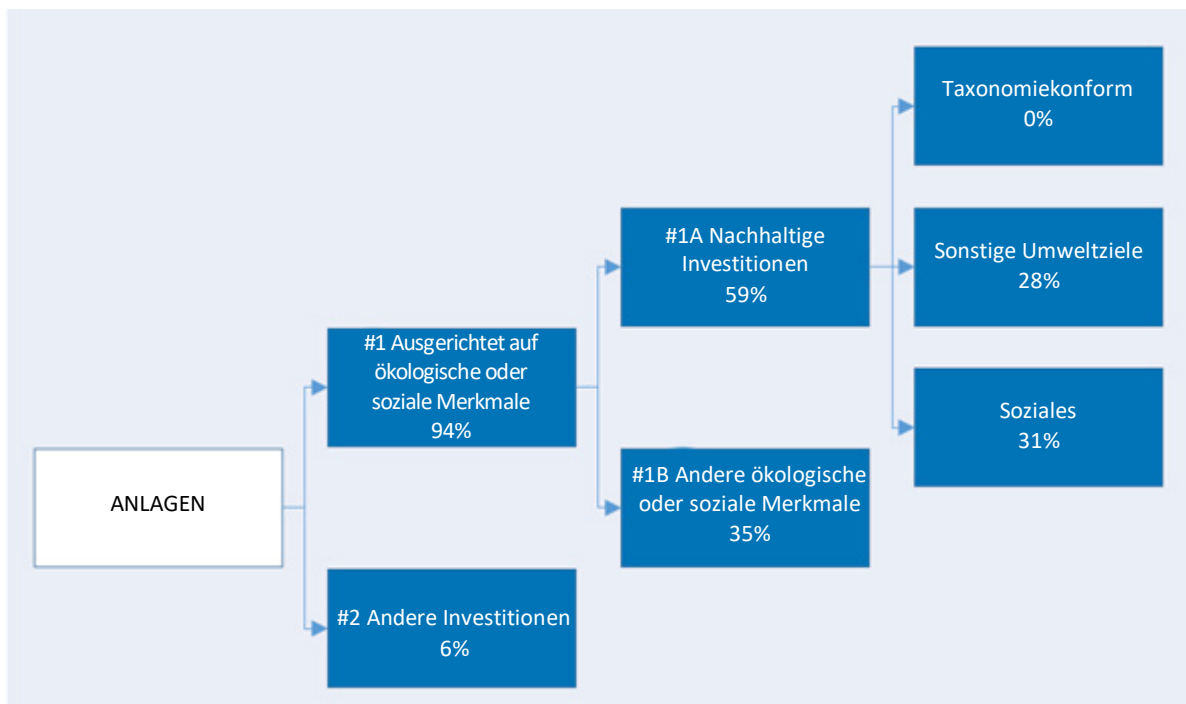 Taxonomiekonform
0%
#1A Nachhaltige
Investitionen
59%
Sonstige Umweltziele
28%
#1 Ausgerichtet auf
ökologische oder
soziale Merkmale
94%
Soziales
31%
ANLAGEN
#1B Andere ökologische
oder soziale Merkmale
35%
#2 Andere Investitionen
6%